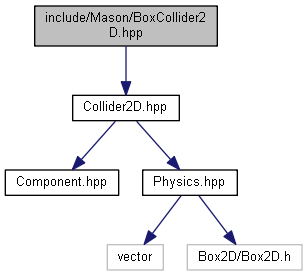 include/Mason/BoxCollider2
D.hpp
Collider2D.hpp
Component.hpp
Physics.hpp
vector
Box2D/Box2D.h